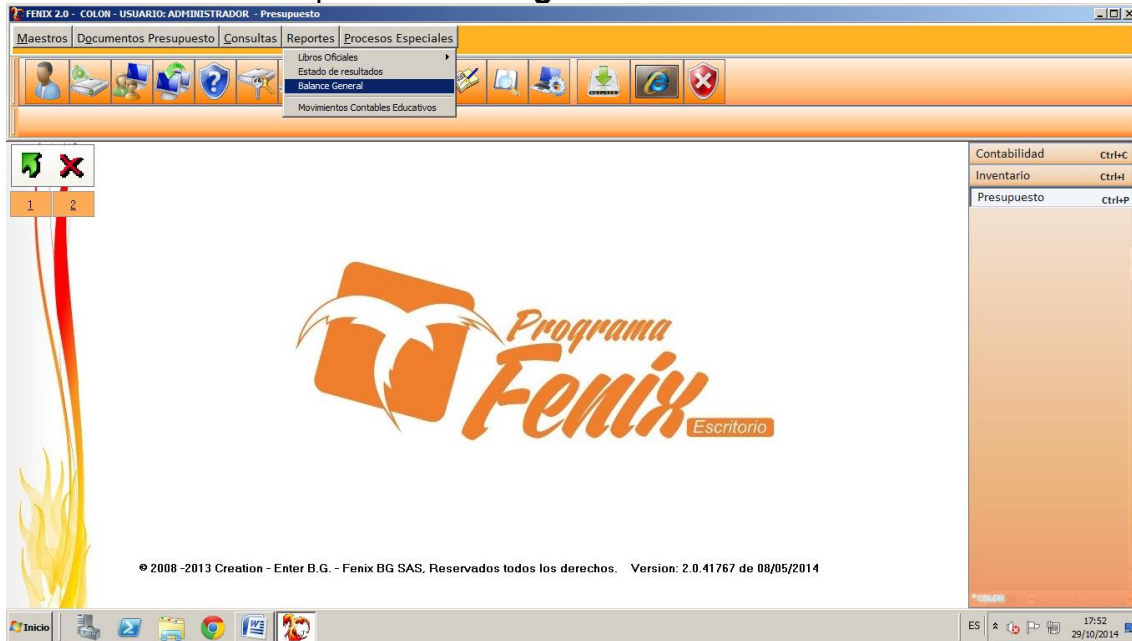 FENIX 2.0 - COLON - USUARIO: ADMINISTRADOR - Presupuesto
Maestros Documentos Presupuesto Consultas Reportes Procesos Especiales
Libros Oficiales
Estado de resultados
Balance General
Movimientos Contables Educativos
1 2
Contabilidad Ctrl+C
Inventario Ctrl+I
Presupuesto Ctrl+P
Programa
Fenix
Escritorio
© 2008 -2013 Creation - Enter B.G. - Fenix BG SAS, Reservados todos los derechos. Version: 2.0.41767 de 08/05/2014
Inicio
ES
17:52
29/10/2014